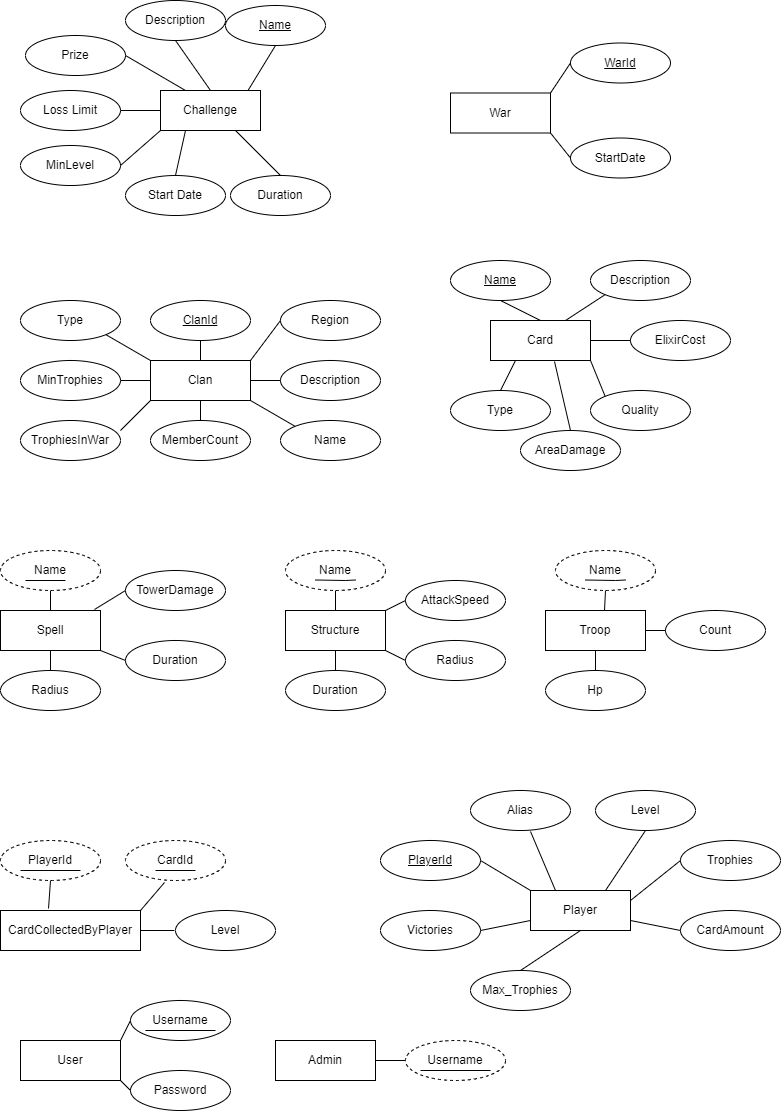 Description
Name
Prize
Loss Limit
Challenge
MinLevel
Start Date
Duration
WarId
War
StartDate
Type
ClanId
Region
MinTrophies
Clan
Description
TrophiesInWar
MemberCount
Name
Name
Description
Card
ElixirCost
Type
Quality
AreaDamage
Name
TowerDamage
Spell
Duration
Radius
Name
AttackSpeed
Structure
Radius
Duration
Name
Troop
Count
Hp
PlayerId
CardId
CardCollectedByPlayer
Level
Alias
Level
PlayerId
Trophies
Player
Victories
CardAmount
Max_Trophies
Username
User
Password
Admin
Username